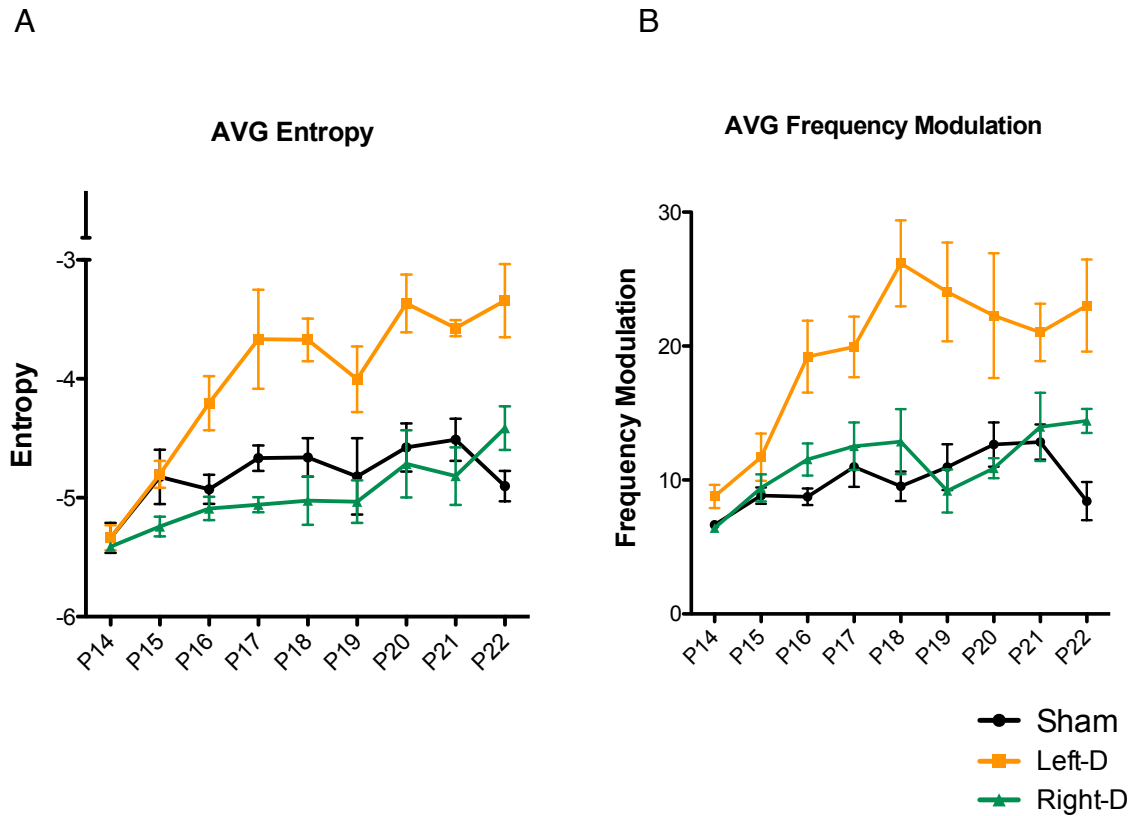 A
B
AVG Entropy
AVG Frequency Modulation
Entropy
-3
-4
-5
-6
P14
P15
P16
P17
P18
P19
P20
P21
P22
Frequency Modulation
30
20
10
0
P14
P15
P16
P17
P18
P19
P20
P21
P22
Sham
Left-D
Right-D